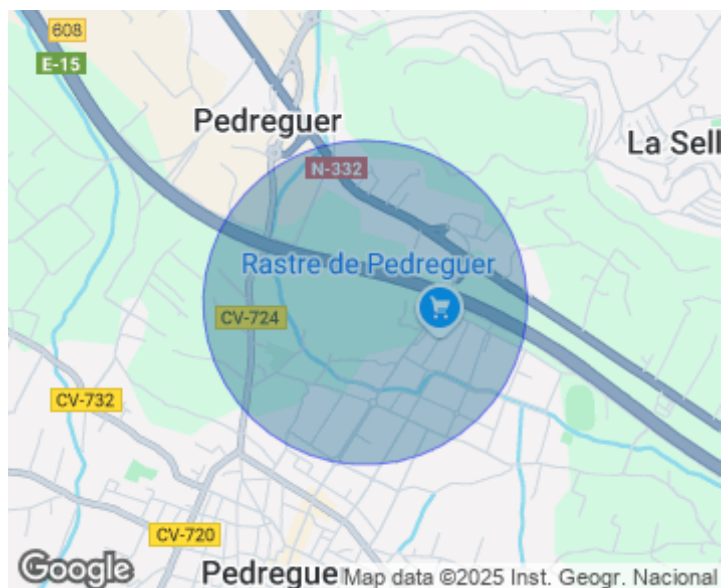 608
E-15
Pedreguer
La Sell
N-332
Rastre de Pedreguer
CV-724
CV-732
CV-720
Google
Pedregue
Map data ©2025 Inst. Geogr. Nacional